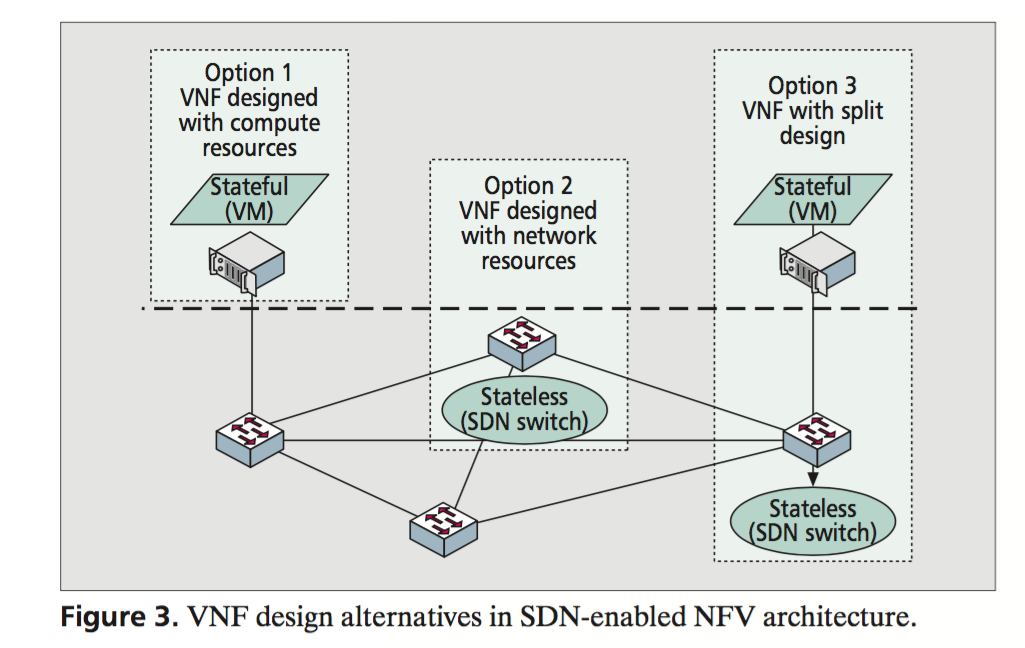 Option 1
VNF designed
with compute
resources
Stateful
(VM)
Option 2
VNF designed
with network
resources
Stateless
(SDN switch)
Option 3
VNF with split
design
Stateful
(VM)
Stateless
(SDN switch)
Figure 3. VNF design alternatives in SDN-enabled NFV architecture.